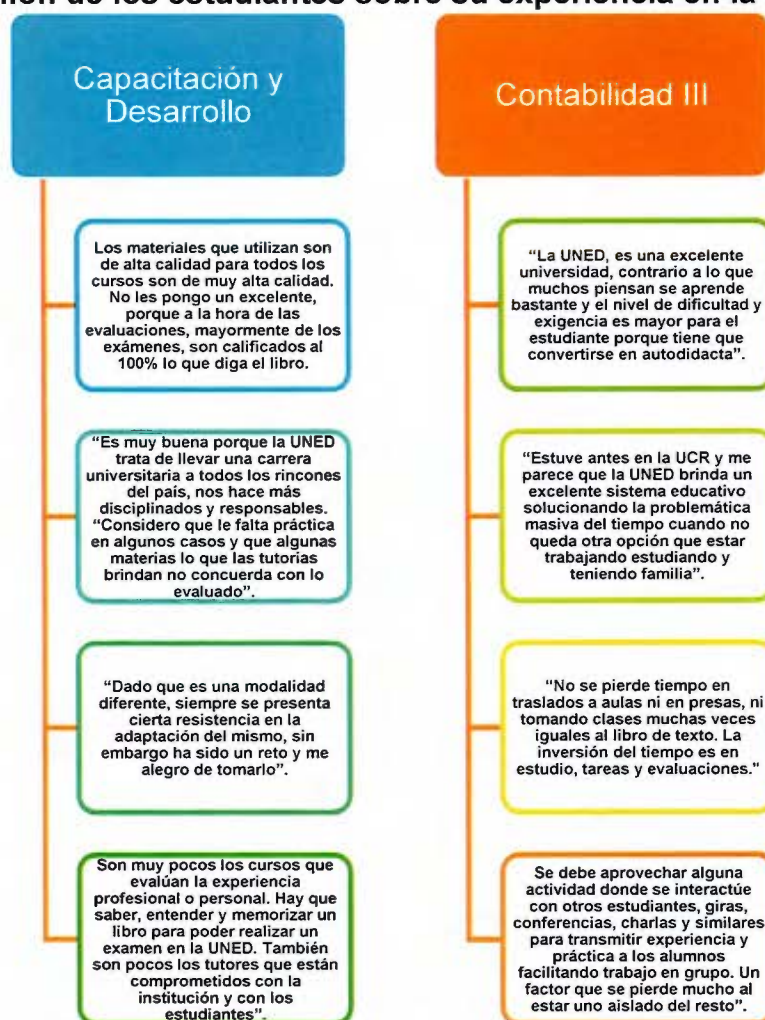 de los estudiantes sobre su experiencia en la
Capacitación y
Desarrollo
Los materiales que utilizan son
de alta calidad para todos los
cursos son de muy alta calidad.
No les pongo un excelente,
porque a la hora de las
evaluaciones, mayormente de los
exámenes, son calificados al
100% lo que diga el libro.
“Es muy buena porque la UNED
trata de llevar una carrera
universitaria a todos los rincones
del país, nos hace más
disciplinados y responsables.
“Considero que le falta práctica
en algunos casos y que algunas
materias lo que las tutorias
brindan no concuerda con lo
evaluado”.
“Dado que es una modalidad
diferente, siempre se presenta
cierta resistencia en la
adaptación del mismo, sin
embargo ha sido un reto y me
alegro de tomarlo”.
Son muy pocos los cursos que
evalúan la experiencia
profesional o personal. Hay que
saber, entender y memorizar un
libro para poder realizar un
examen en la UNED. También
son pocos los tutores que están
comprometidos con la
institución y con los
estudiantes”.
Contabilidad III
“La UNED, es una excelente
universidad, contrario a lo que
muchos piensan se aprende
bastante y el nivel de dificultad y
exigencia es mayor para el
estudiante porque tiene que
convertirse en autodidacta”.
“Estuve antes en la UCR y me
parece que la UNED brinda un
excelente sistema educativo
solucionando la problemática
masiva del tiempo cuando no
queda otra opción que estar
trabajando estudiando y
teniendo familia”.
“No se pierde tiempo en
traslados a aulas ni en presas, ni
tomando clases muchas veces
iguales al libro de texto. La
inversión del tiempo es en
estudio, tareas y evaluaciones."
Se debe aprovechar alguna
actividad donde se interactúe
con otros estudiantes, giras,
conferencias, charlas y similares
para transmitir experiencia y
práctica a los alumnos
facilitando trabajo en grupo. Un
factor que se pierde mucho al
estar uno aislado del resto”.